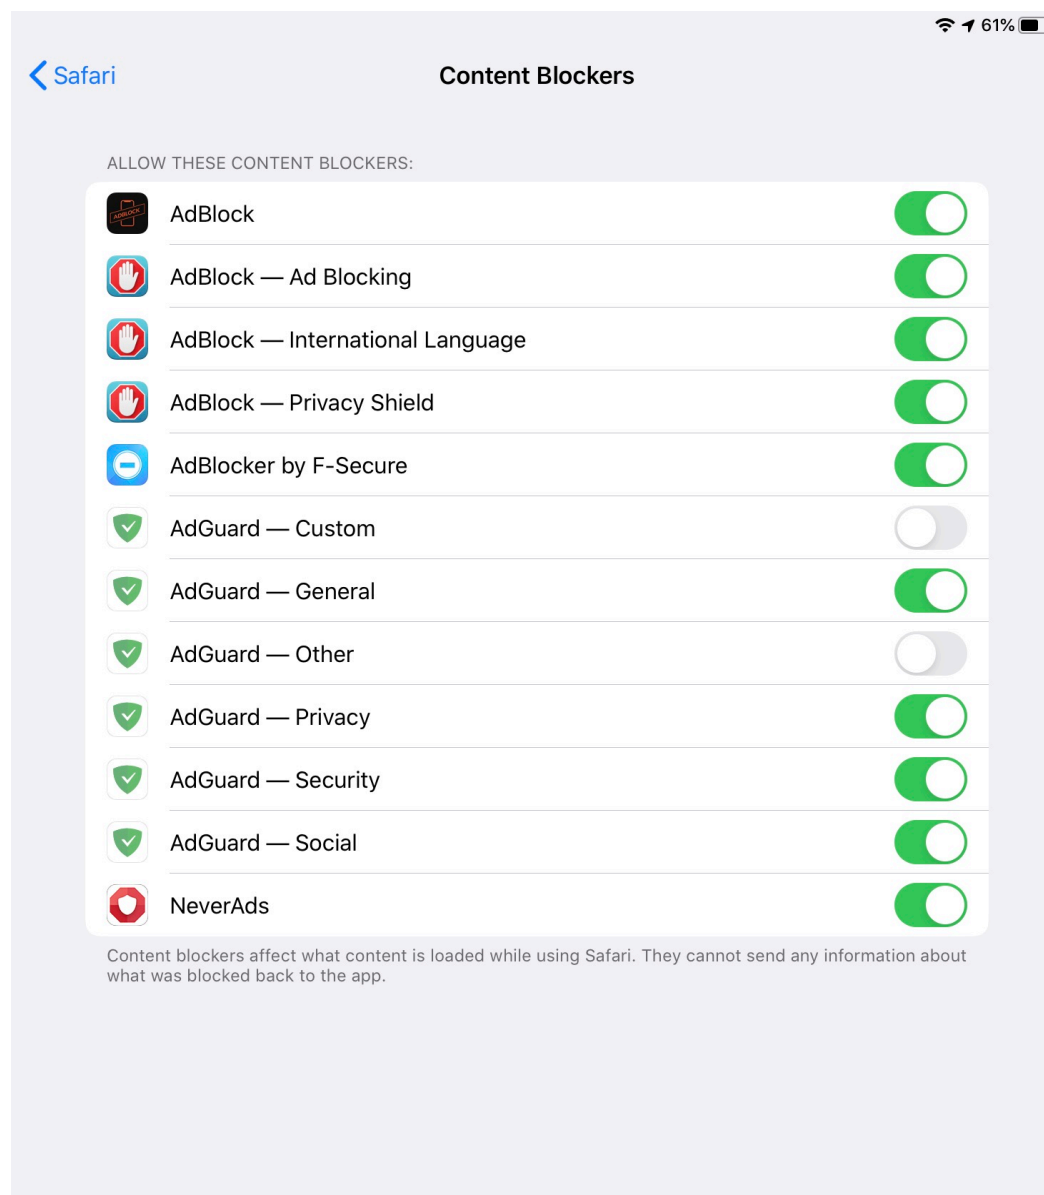 61%
Safari
Content Blockers
ALLOW THESE CONTENT BLOCKERS:
ADBLOCK
AdBlock
AdBlock — Ad Blocking
AdBlock — International Language
AdBlock — Privacy Shield
AdBlocker by F-Secure
AdGuard — Custom
AdGuard — General
AdGuard — Other
AdGuard — Privacy
AdGuard — Security
AdGuard — Social
NeverAds
Content blockers affect what content is loaded while using Safari. They cannot send any information about
what was blocked back to the app.